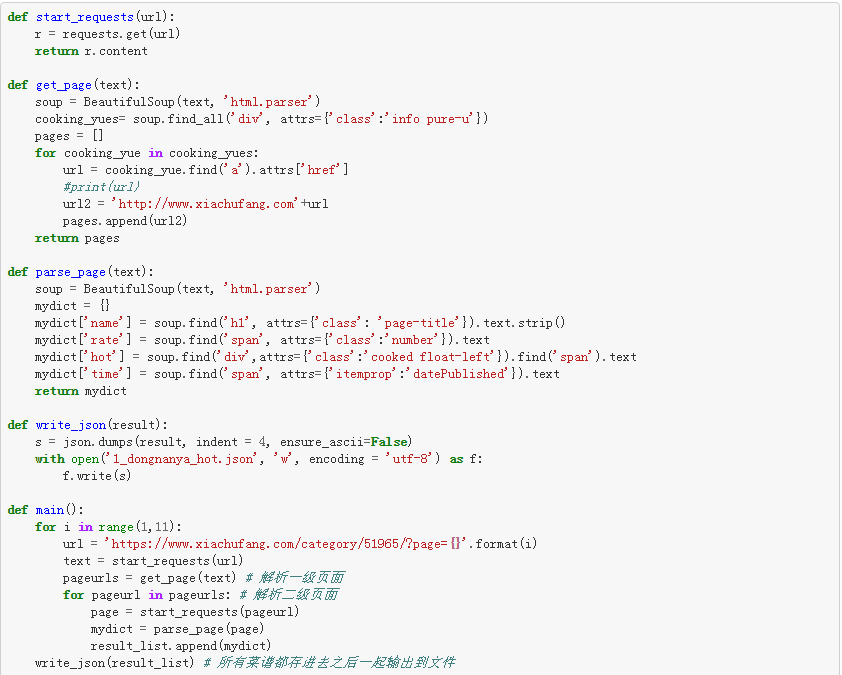 def start_requests(url):
    r = requests.get(url)
    return r.content

def get_page(text):
    soup = BeautifulSoup(text, 'html.parser')
    cooking_yues= soup.find_all('div', attrs={'class':'info pure-u'})
    pages = []
    for cooking_yue in cooking_yues:
        url = cooking_yue.find('a').attrs['href']
        #print(url)
        url2 = 'http://www.xiachufang.com'+url
        pages.append(url2)
    return pages

def parse_page(text):
    soup = BeautifulSoup(text, 'html.parser')
    mydict = {}
    mydict['name'] = soup.find('h1', attrs={'class': 'page-title'}).text.strip()
    mydict['rate'] = soup.find('span', attrs={'class':'number'}).text
    mydict['hot'] = soup.find('div',attrs={'class':'cooked float-left'}).find('span').text
    mydict['time'] = soup.find('span', attrs={'itemprop':'datePublished'}).text
    return mydict

def write_json(result):
    s = json.dumps(result, indent = 4, ensure_ascii=False)
    with open('1_dongnanya_hot.json', 'w', encoding = 'utf-8') as f:
        f.write(s)

def main():
    for i in range(1,11):
        url = 'https://www.xiachufang.com/category/51965/?page={}'.format(i)
        text = start_requests(url)
        pageurls = get_page(text) # 解析一级页面
        for pageurl in pageurls: # 解析二级页面
            page = start_requests(pageurl)
            mydict = parse_page(page)
            result_list.append(mydict)
    write_json(result_list) # 所有菜谱都存进去之后一起输出到文件